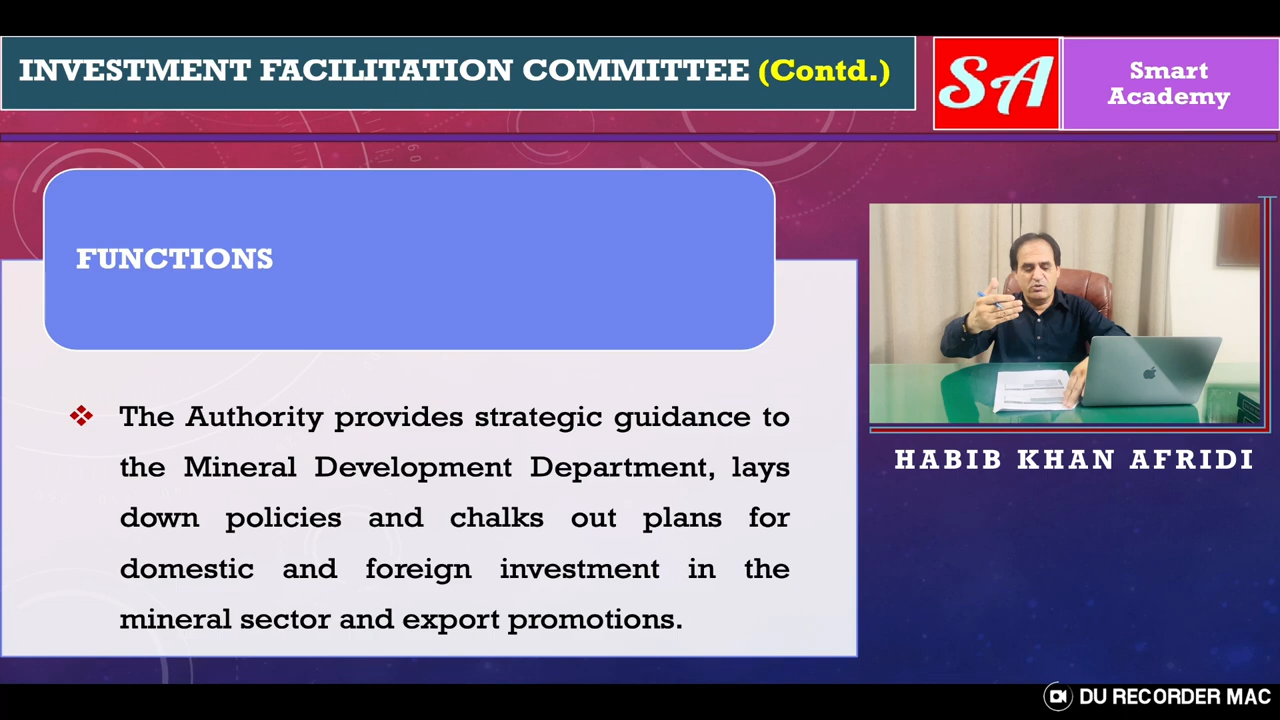 INVESTMENT FACILITATION COMMITTEE (Contd.)
SA
Smart
Academy
FUNCTIONS
❖ The Authority provides strategic guidance to
the Mineral Development Department, lays
down policies and chalks out plans for
domestic and foreign investment in the
mineral sector and export promotions.
HABIB KHAN AFRIDI
DU RECORDER MAC